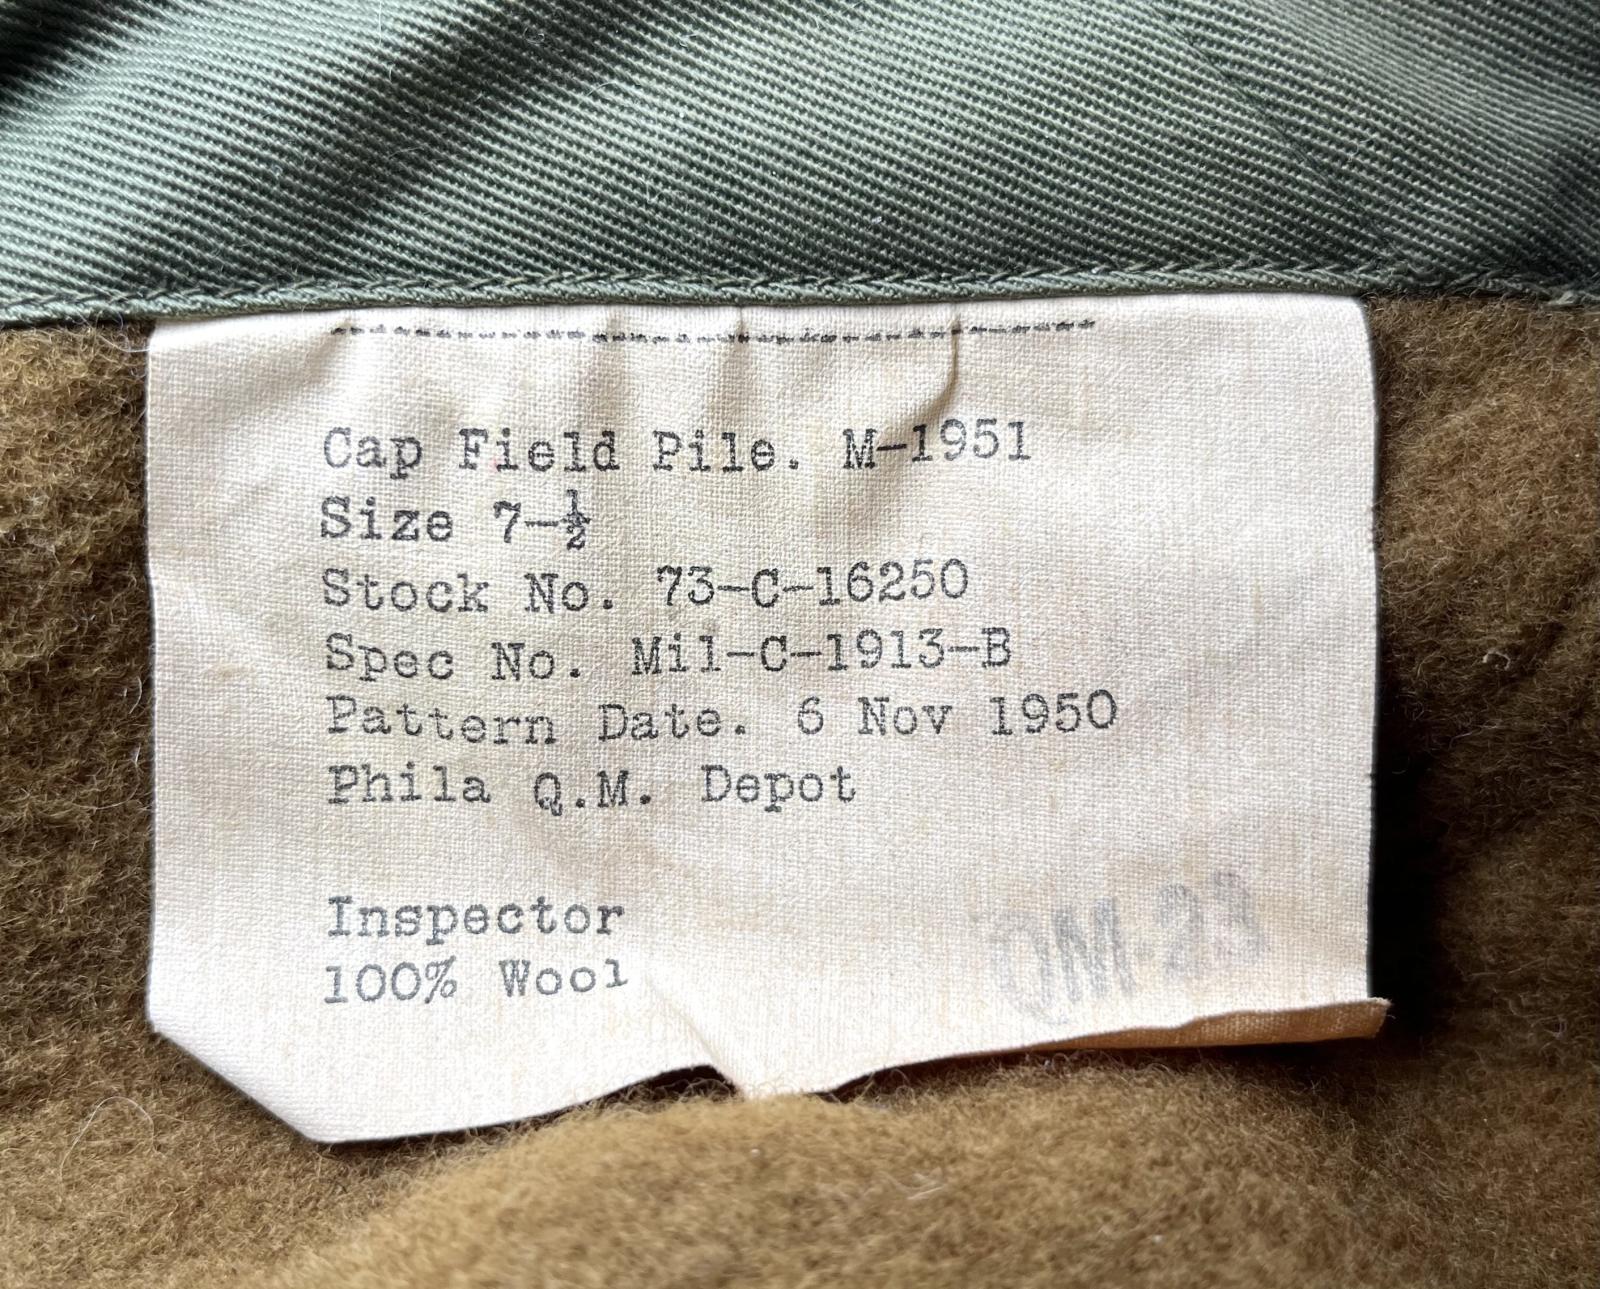 Cap Field Pile. M-1951
Size 7-½
Stock No. 73-C-16250
Spec No. Mil-C-1913-B
Pattern Date. 6 Nov 1950
Phila Q.M. Depot
Inspector
100% Wool